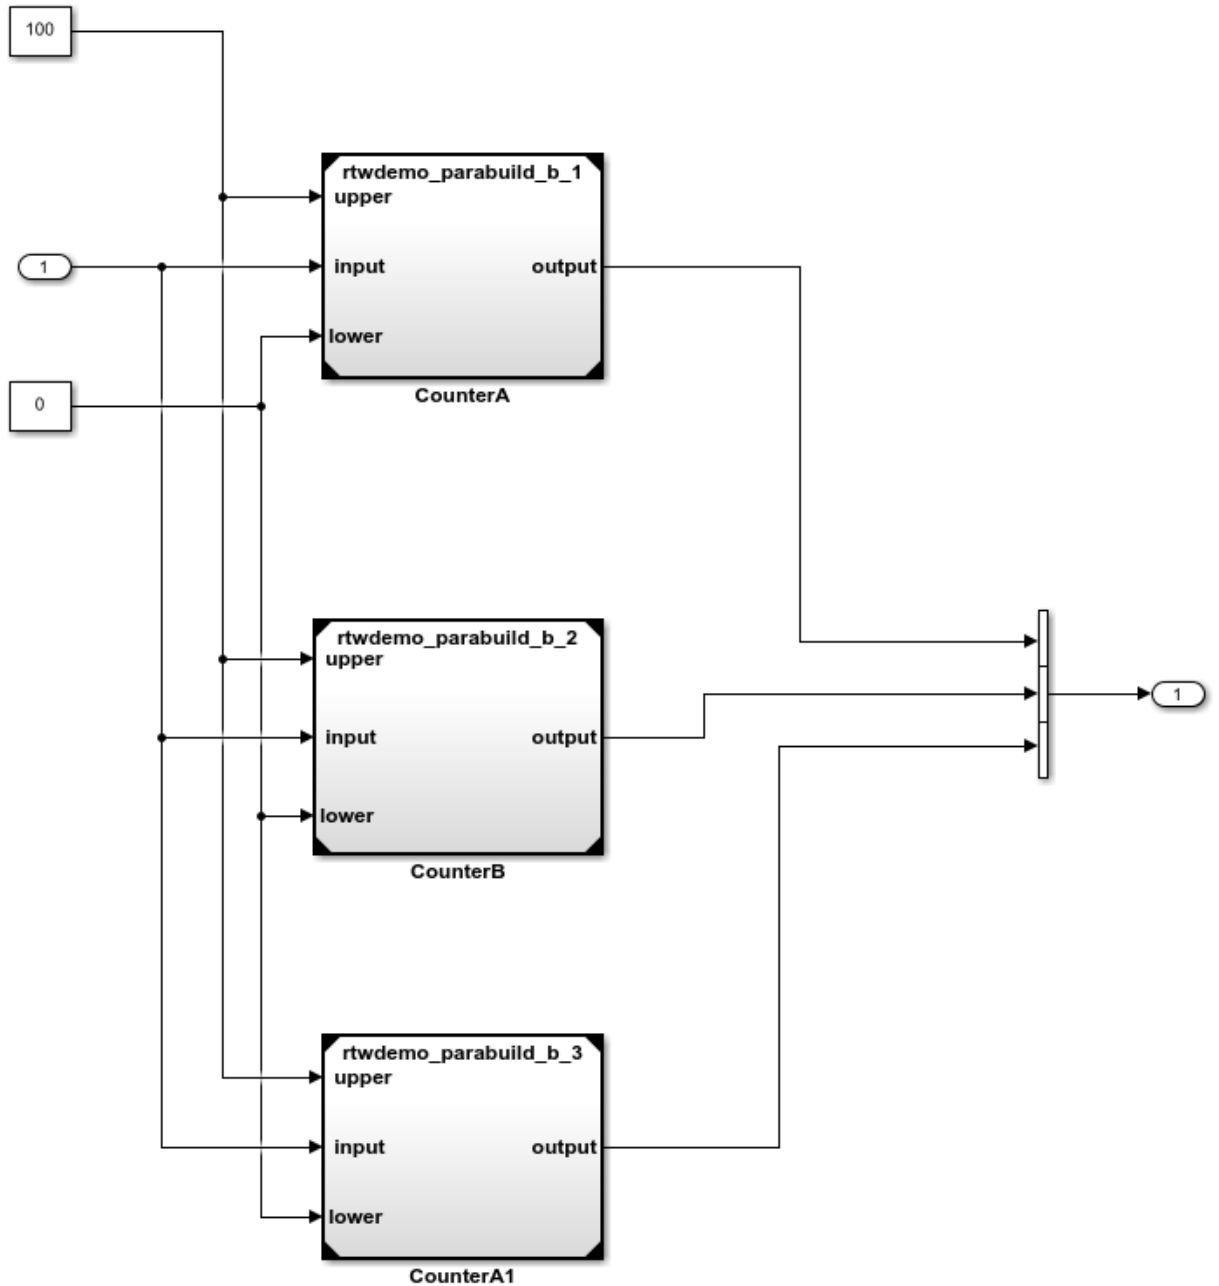 100
rtwdemo_parabuild_b_1
upper
1
input output
lower
CounterA
0
rtwdemo_parabuild_b_2
upper
input output
lower
CounterB
1
rtwdemo_parabuild_b_3
upper
input output
lower
CounterA1